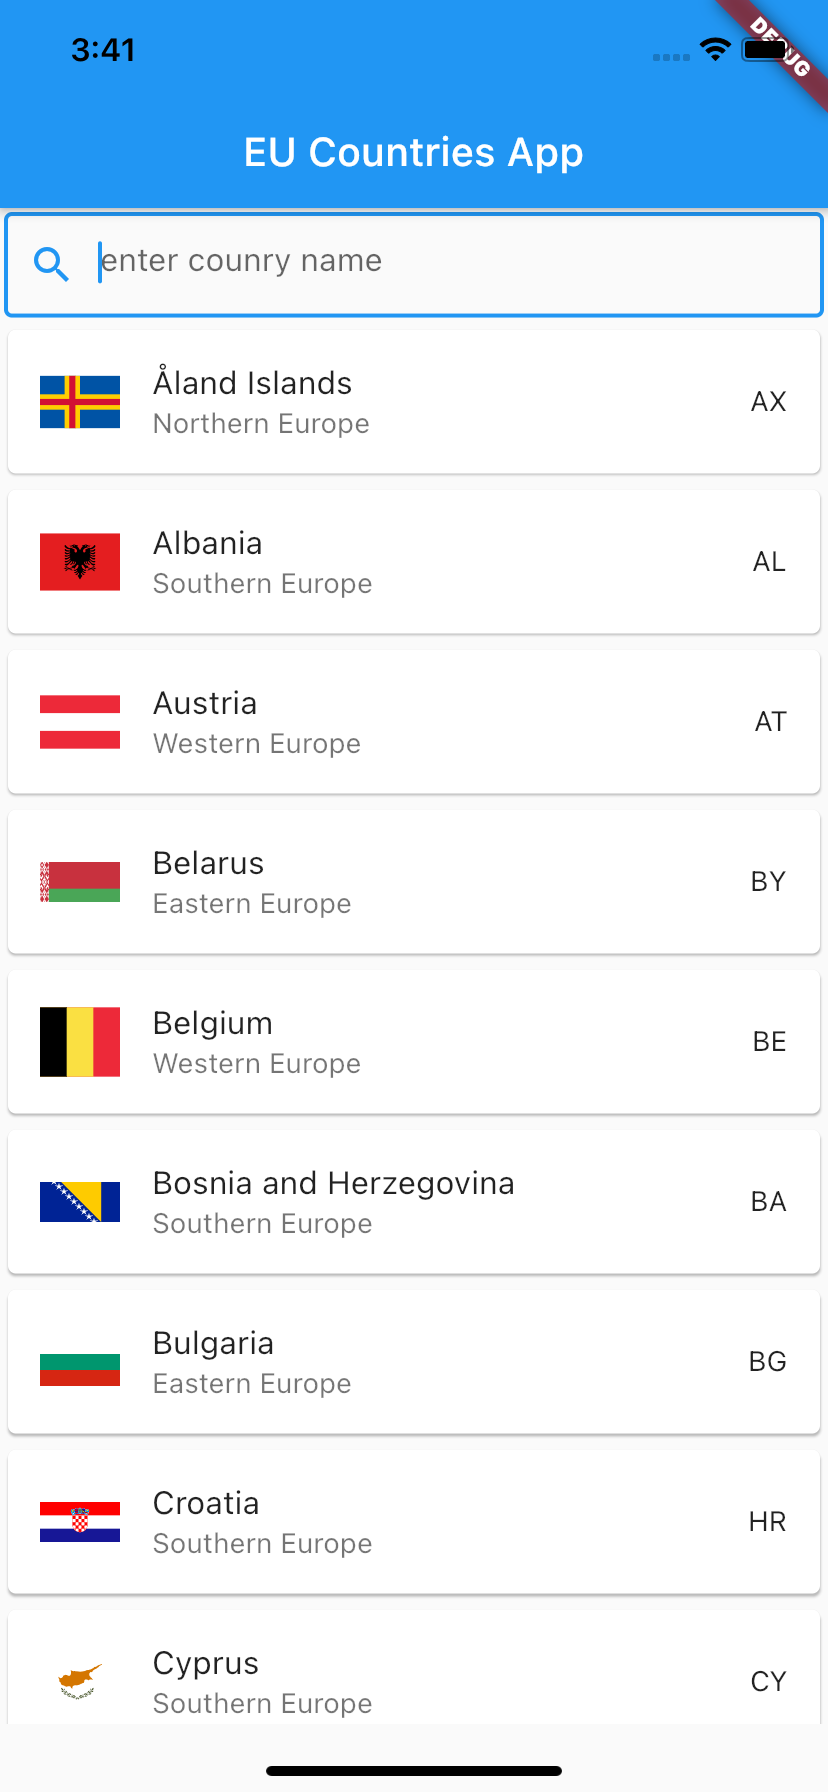 3:41
DEBUG
EU Countries App
enter counry name
Åland Islands
Northern Europe
AX
Albania
Southern Europe
AL
Austria
Western Europe
AT
Belarus
Eastern Europe
BY
Belgium
Western Europe
BE
Bosnia and Herzegovina
Southern Europe
BA
Bulgaria
Eastern Europe
BG
Croatia
Southern Europe
HR
Cyprus
Southern Europe
CY